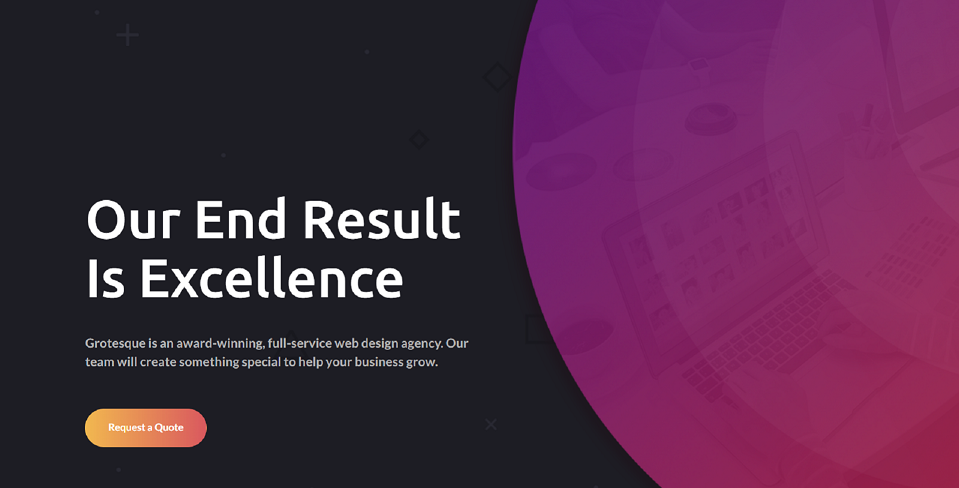 Our End Result
Is Excellence
Grotesque is an award-winning, full-service web design agency. Our
team will create something special to help your business grow.
Request a Quote